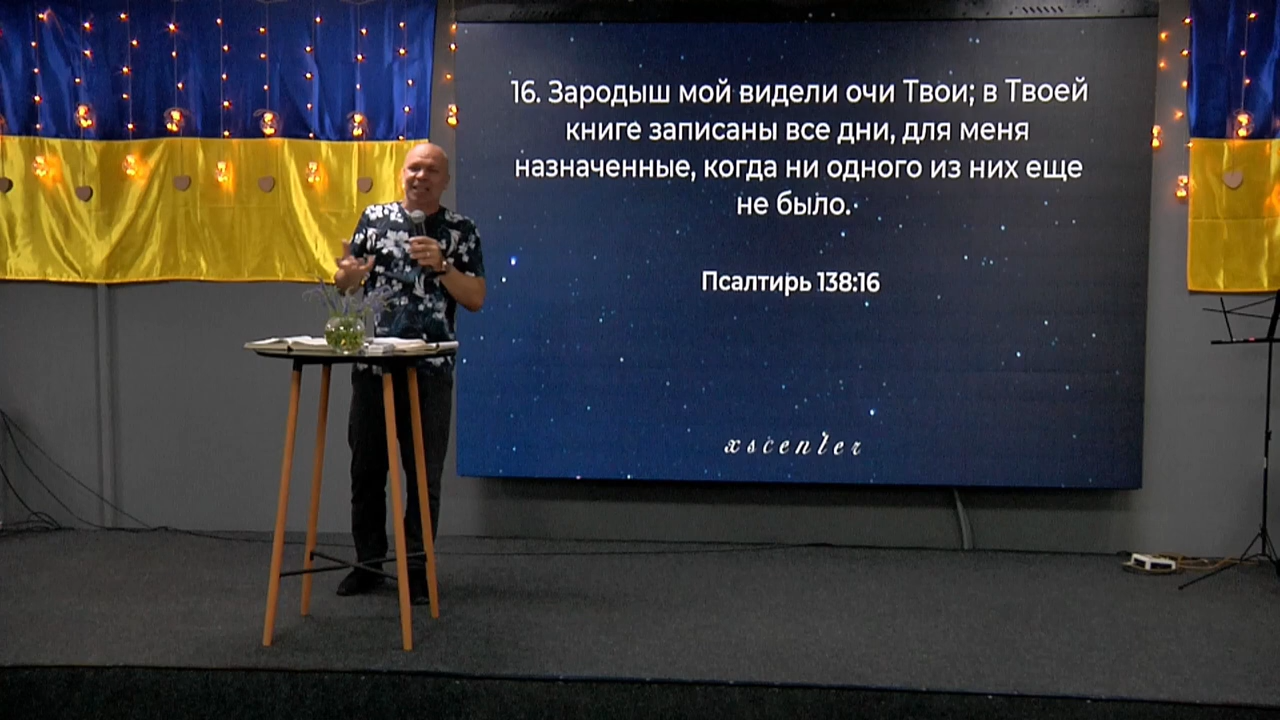 16. Зародыш мой видели очи Твои; в Твоей
книге записаны все дни, для меня
назначенные, когда ни одного из них еще
не было.
Псалтирь 138:16
xscenter